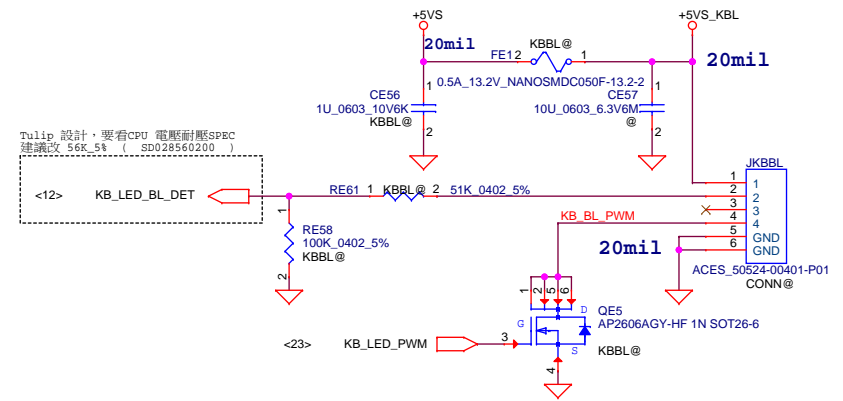 +5VS
+5VS_KBL
20mil
FE1
2
KBBL@
1
20mil
0.5A_13.2V_NANOSMDC050F-13.2-2
CE56
1U_0603_10V6K
KBBL@
1
2
CE57
10U_0603_6.3V6M
@
1
2
Tulip 設計，要看CPU 電壓耐壓SPEC
建議改 56K_5% ( SD028560200 )
<12> KB_LED_BL_DET
RE61 1 KBBL@ 2 51K_0402_5%
JKBBL
1 1
2 2
3 3
4 4
5 GND
6 GND
KB_BL_PWM
1
RE58
100K_0402_5%
KBBL@
2
20mil
ACES_50524-00401-P01
CONN@
1 2 5 6
D
QE5
AP2606AGY-HF 1N SOT26-6
G
S
KBBL@
<23> KB_LED_PWM 3
4